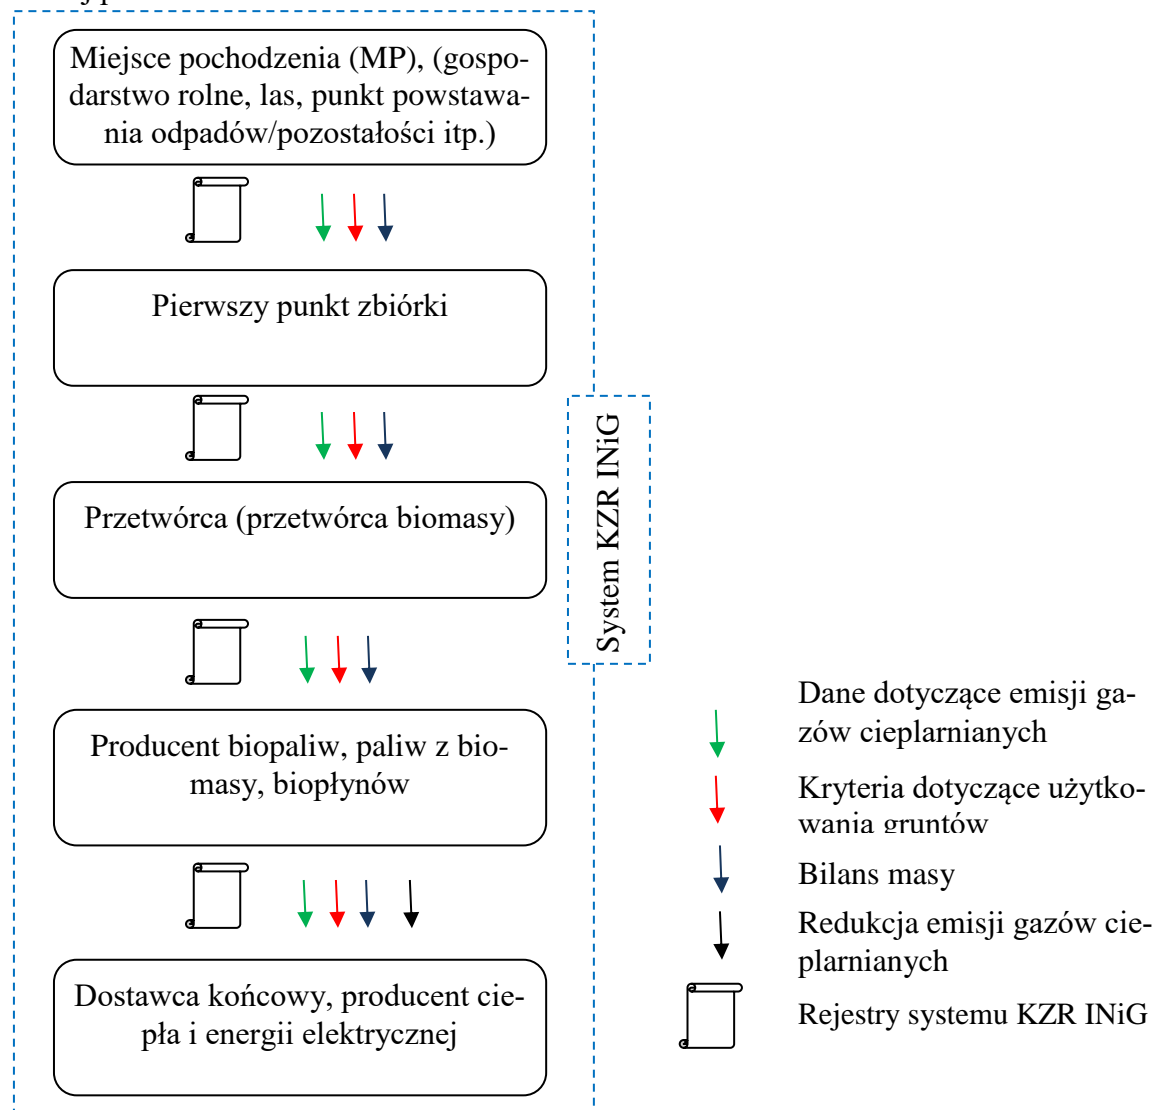 Miejsce pochodzenia (MP), (gospo-
darstwo rolne, las, punkt powstawa-
nia odpadów/pozostałości itp.)
Pierwszy punkt zbiórki
Przetwórca (przetwórca biomasy)
System KZR INiG
Producent biopaliw, paliw z bio-
masy, biopłynów
Dostawca końcowy, producent cie-
pła i energii elektrycznej
Dane dotyczące emisji ga-
zów cieplarnianych
Kryteria dotyczące użytko-
wania gruntów
Bilans masy
Redukcja emisji gazów cie-
plarnianych
Rejestry systemu KZR INiG